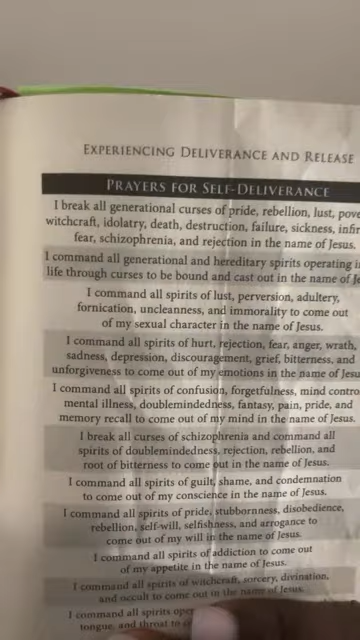 EXPERIENCING DELIVERANCE AND RELEASE
PRAYERS FOR SELF-DELIVERANCE
I break all generational curses of pride, rebellion, lust, pove
witchcraft, idolatry, death, destruction, failure, sickness, infir
fear, schizophrenia, and rejection in the name of Jesus.
I command all generational and hereditary spirits operating i
life through curses to be bound and cast out in the name of Je
I command all spirits of lust, perversion, adultery,
fornication, uncleanness, and immorality to come out
of my sexual character in the name of Jesus.
I command all spirits of hurt, rejection, fear, anger, wrath,
sadness, depression, discouragement, grief, bitterness, and
unforgiveness to come out of my emotions in the name of Jesu
I command all spirits of confusion, forgetfulness, mind contro
mental illness, doublemindedness, fantasy, pain, pride, and
memory recall to come out of my mind in the name of Jesus.
I break all curses of schizophrenia and command all
spirits of doublemindedness, rejection, rebellion, and
root of bitterness to come out in the name of Jesus.
I command all spirits of guilt, shame, and condemnation
to come out of my conscience in the name of Jesus.
I command all spirits of pride, stubbornness, disobedience,
rebellion, self-will, selfishness, and arrogance to
come out of my will in the name of Jesus.
I command all spirits of addiction to come out
of my appetite in the name of Jesus.
I command all spirits of witchcraft, sorcery, divination,
and occult to come out in the name of Jesus.
I command all spirits ope
tongue, and throat to c